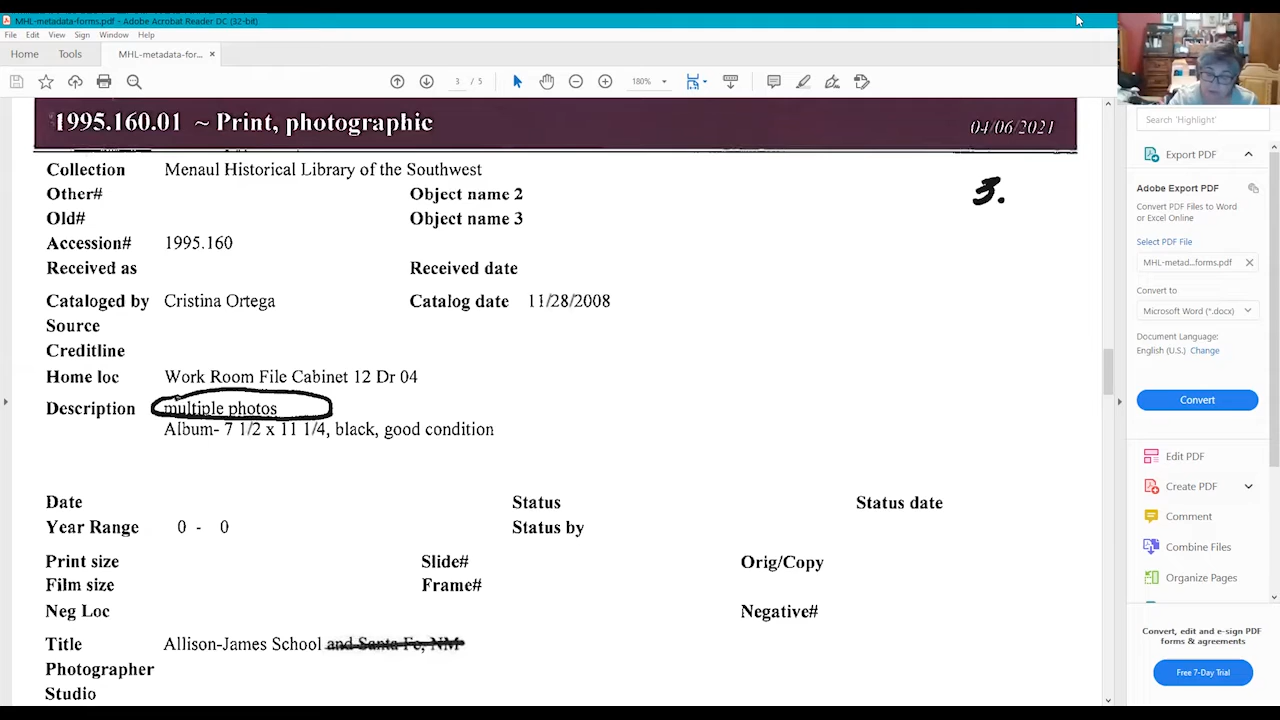 MHL-metadata-forms.pdf - Adobe Acrobat Reader DC (32-bit)
File Edit View Sign Window Help
Home Tools MHL-metadata-for... ×
3 / 5 180%
Search 'Highlight'
1995.160.01 ~ Print, photographic 04/06/2021
Export PDF
Collection Menaul Historical Library of the Southwest
3.
Other# Object name 2
Adobe Export PDF
Convert PDF Files to Word
or Excel Online
Old# Object name 3
Accession# 1995.160
Select PDF File
Received as Received date
MHL-metad...forms.pdf ×
Cataloged by Cristina Ortega Catalog date 11/28/2008
Convert to
Microsoft Word (*.docx)
Source
Document Language:
English (U.S.) Change
Creditline
Home loc Work Room File Cabinet 12 Dr 04
Convert
Description multiple photos
Album- 7 1/2 x 11 1/4, black, good condition
Edit PDF
Create PDF
Date Status Status date
Comment
Year Range 0 - 0 Status by
Combine Files
Print size Slide# Orig/Copy
Organize Pages
Film size Frame#
Neg Loc Negative#
Convert, edit and e-sign PDF
forms & agreements
Title Allison-James School and Santa Fe, NM
Photographer
Free 7-Day Trial
Studio